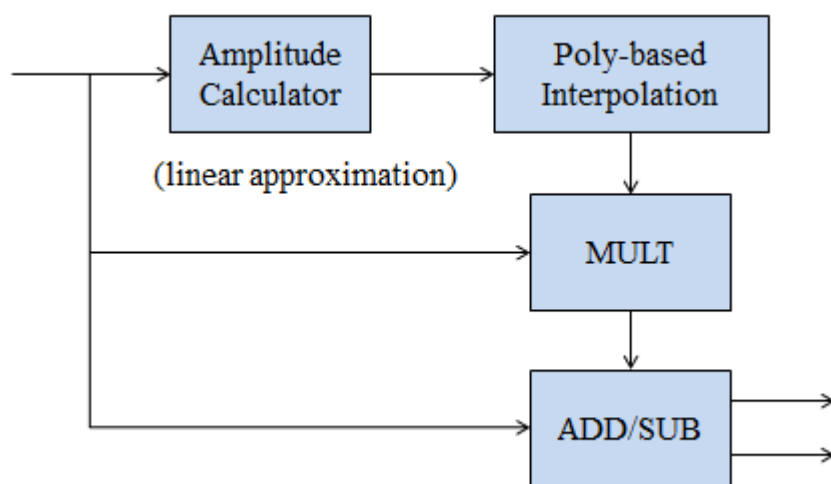 Amplitude
Calculator
Poly-based
Interpolation
(linear approximation)
MULT
ADD/SUB